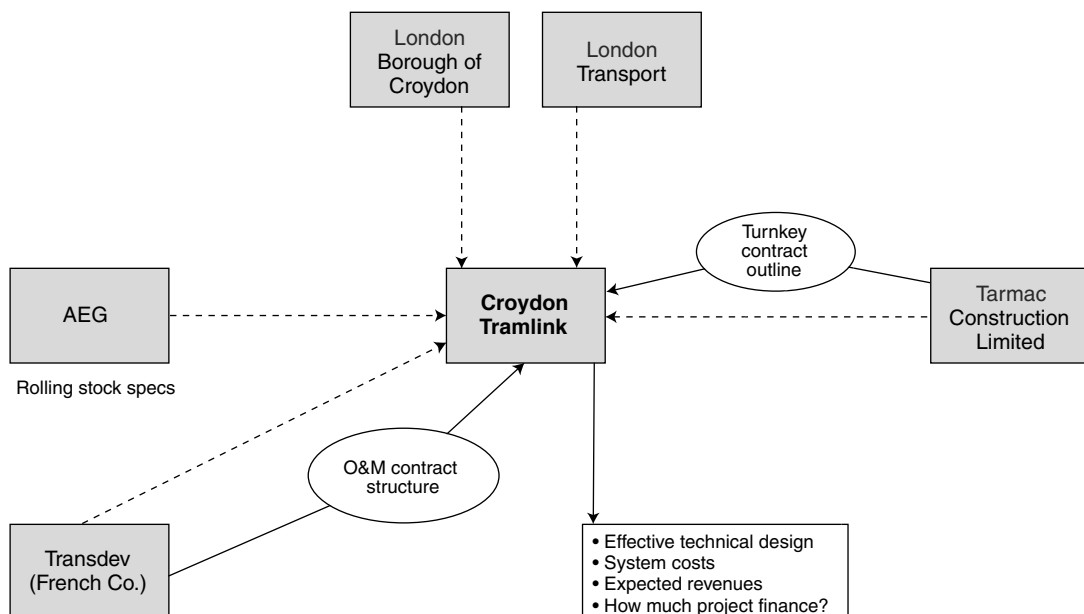 London
Borough of
Croydon
London
Transport
Turnkey
contract
outline
AEG
Croydon
Tramlink
Tarmac
Construction
Limited
Rolling stock specs
O&M contract
structure
Transdev
(French Co.)
• Effective technical design
• System costs
• Expected revenues
• How much project finance?